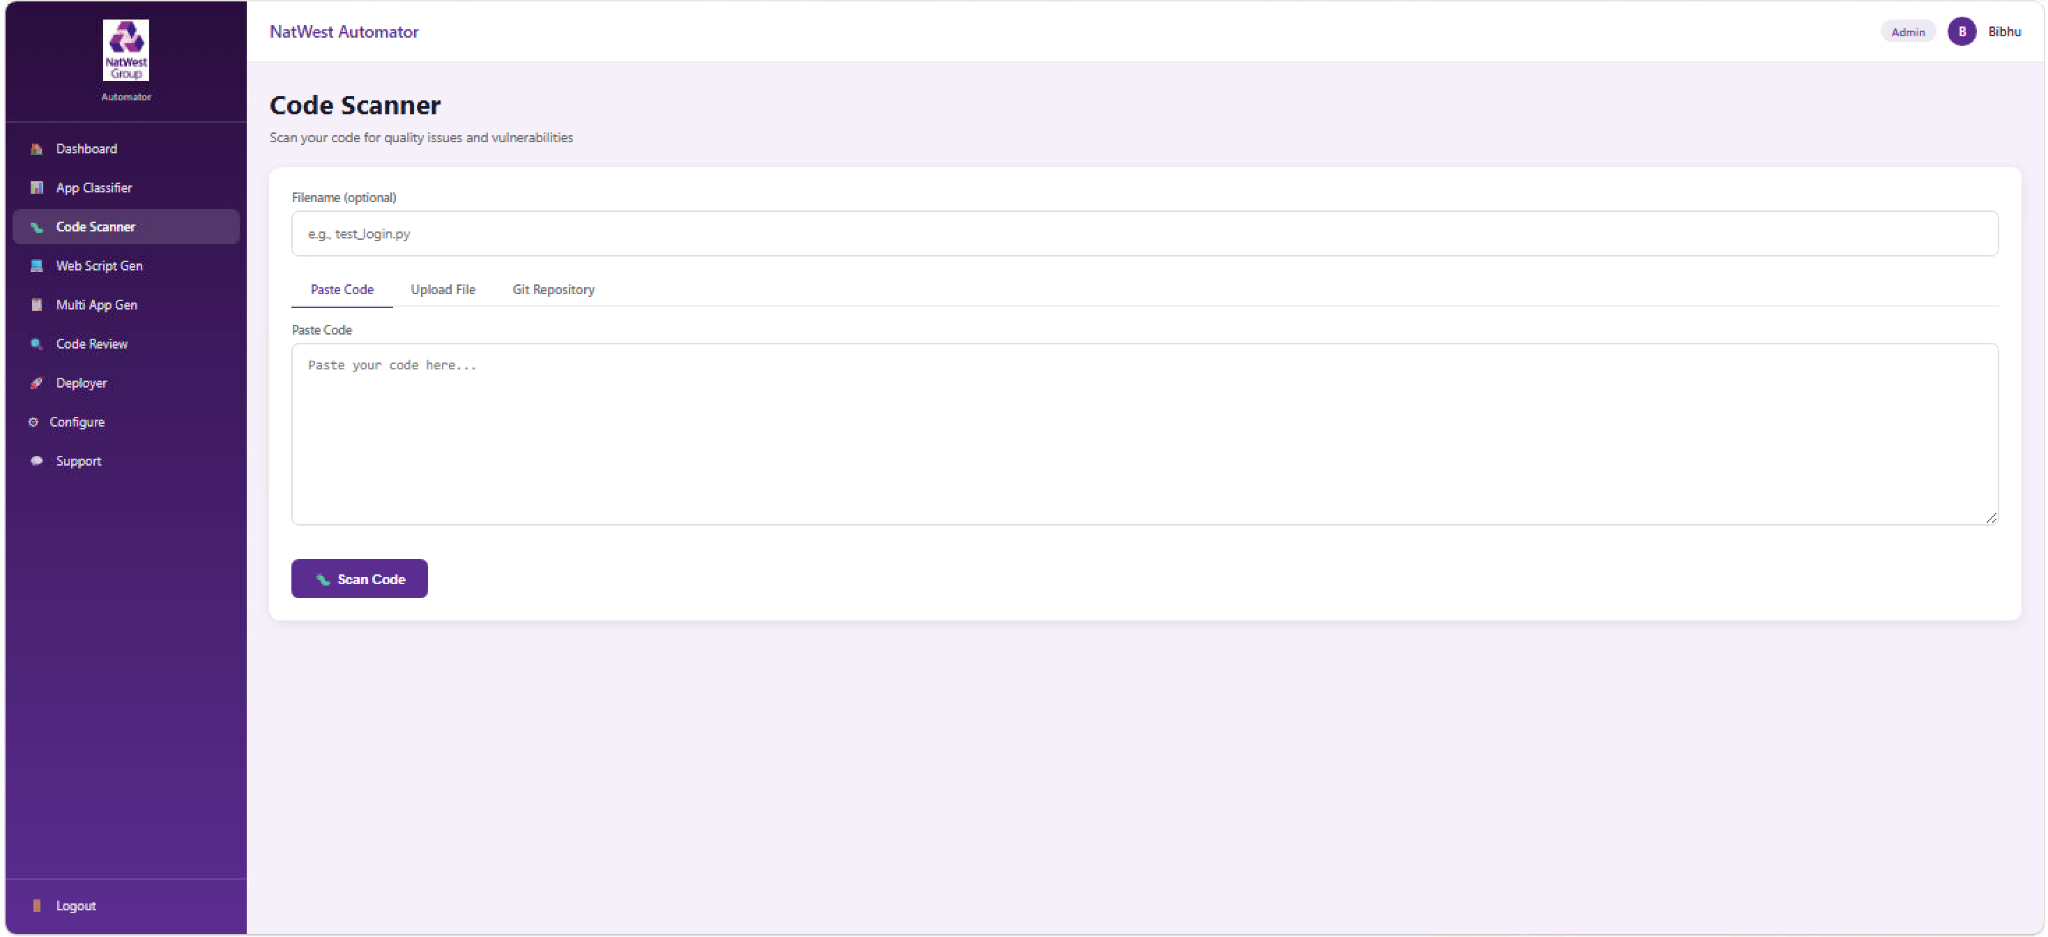 NatWest
Group
Automator
Dashboard
App Classifier
Code Scanner
Web Script Gen
Multi App Gen
Code Review
Deployer
Configure
Support
Logout
NatWest Automator
Admin
B
Bibhu
Code Scanner
Scan your code for quality issues and vulnerabilities
Filename (optional)
e.g., test_login.py
Paste Code Upload File Git Repository
Paste Code
Paste your code here...
Scan Code